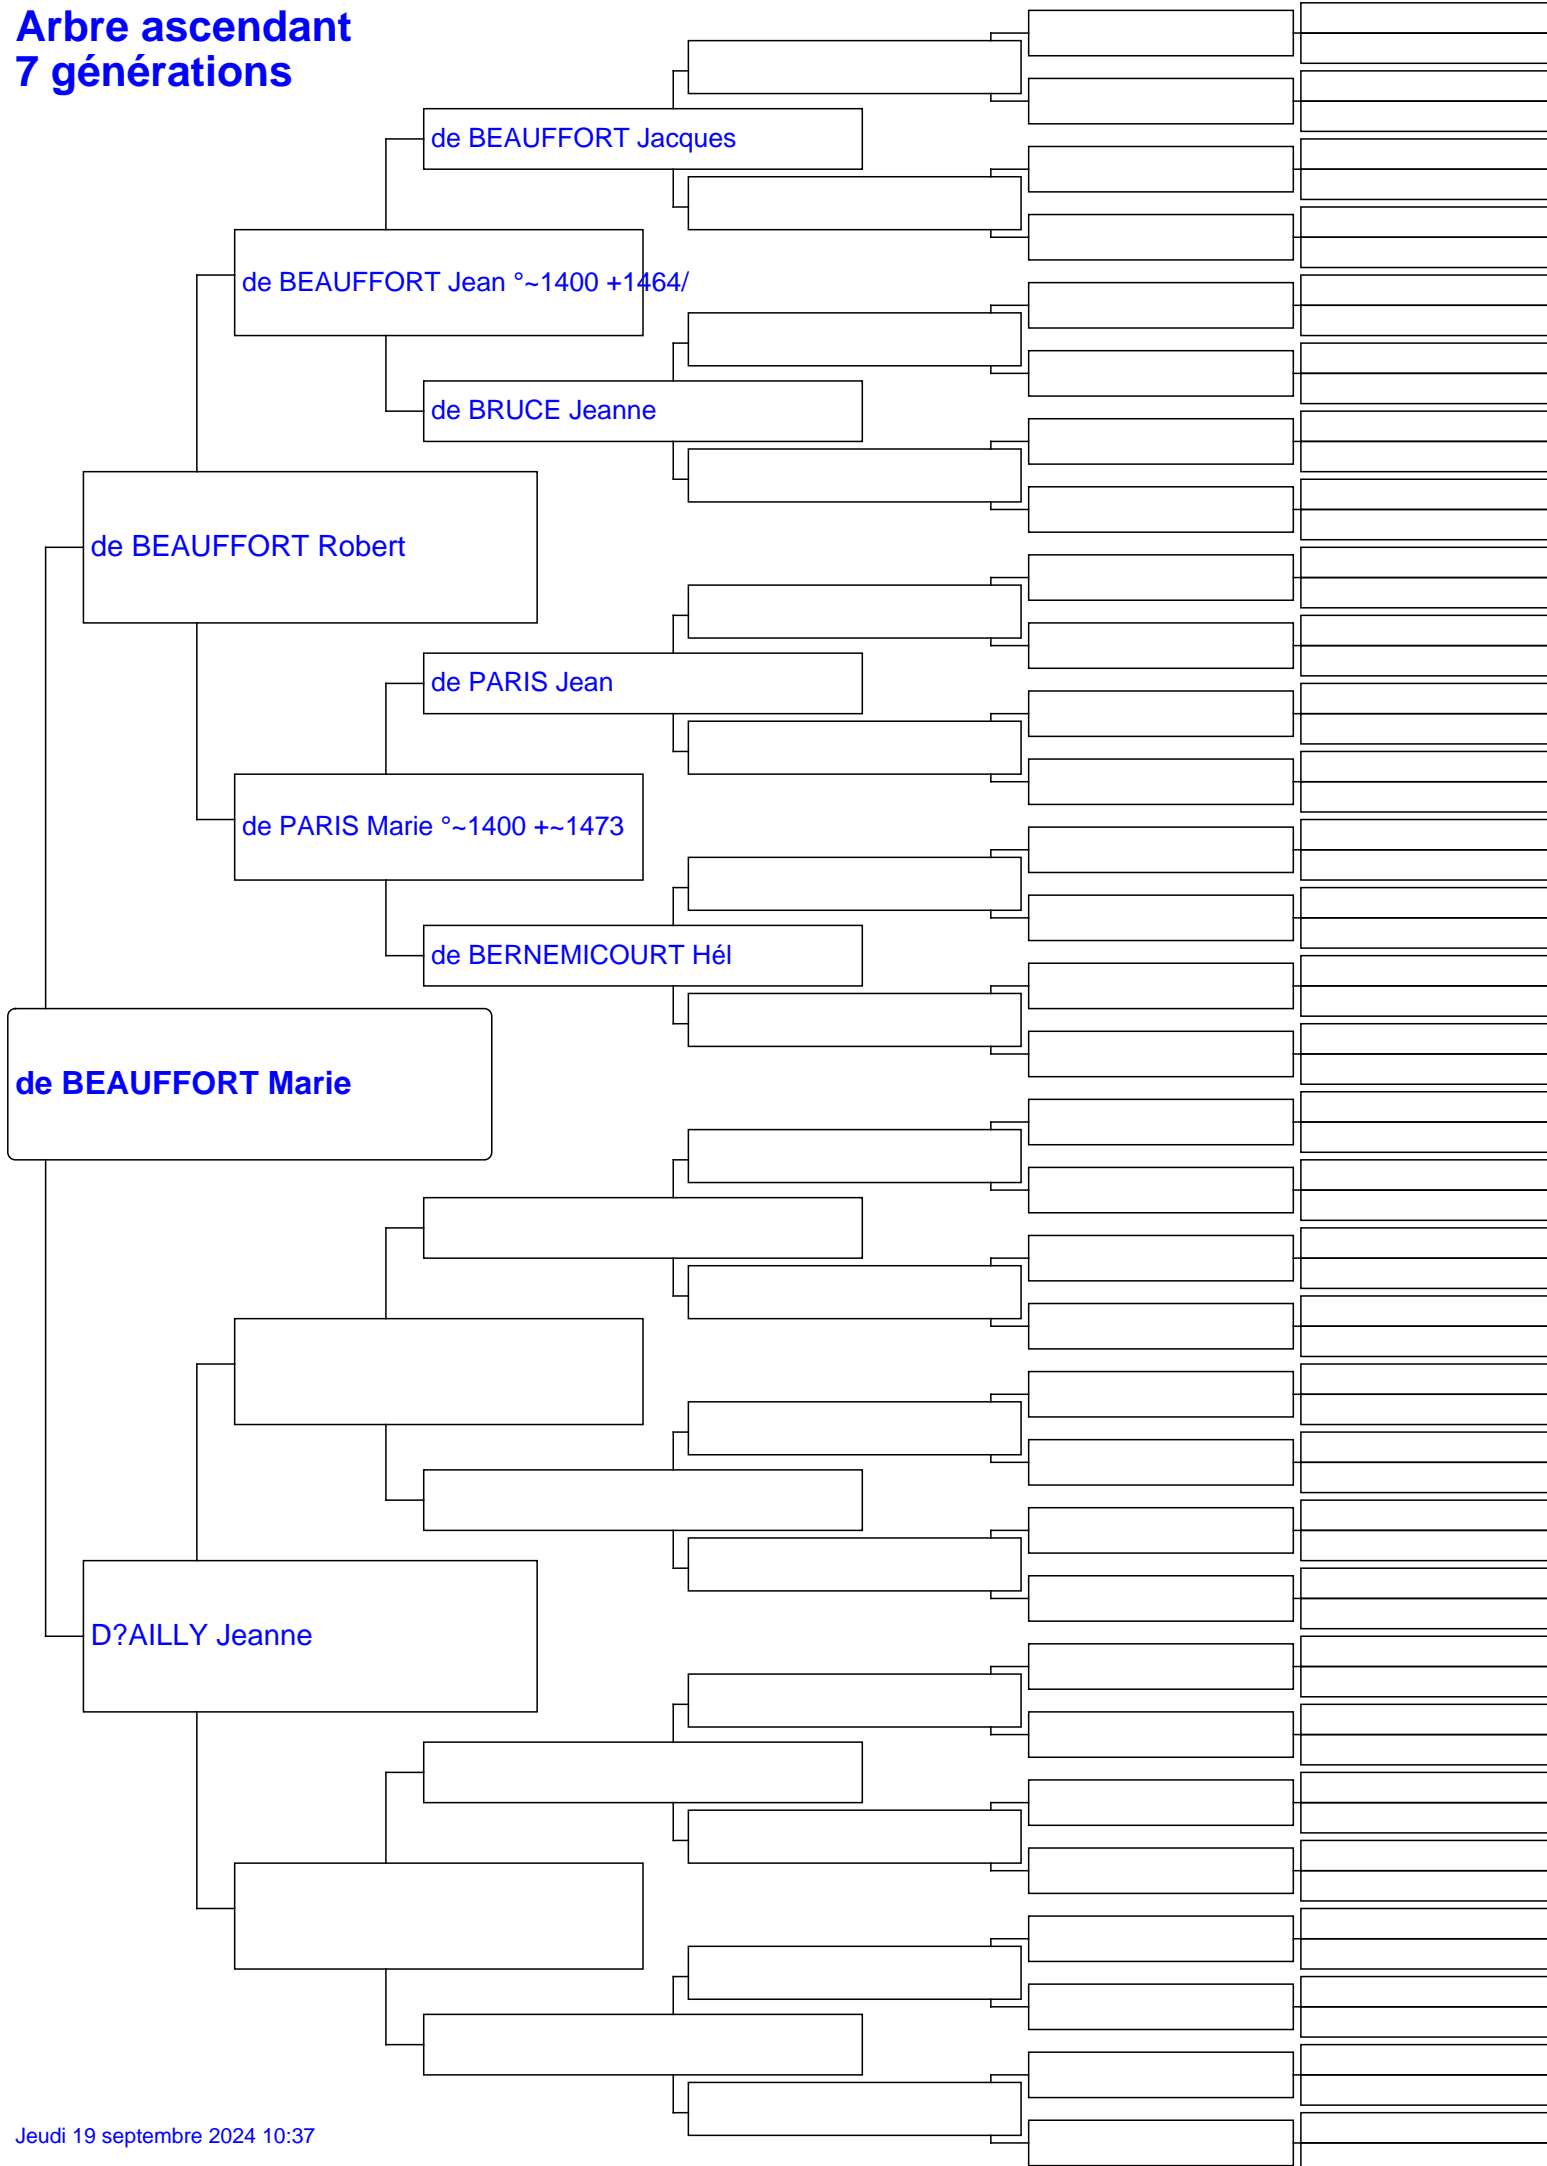 Arbre ascendant
7 générations
de BEAUFFORT Jacques
de BEAUFFORT Jean °~1400 +1464/
de BRUCE Jeanne
de BEAUFFORT Robert
de PARIS Jean
de PARIS Marie °~1400 +~1473
de BERNEMICOURT Hél
de BEAUFFORT Marie
D?AILLY Jeanne
Jeudi 19 septembre 2024 10:37